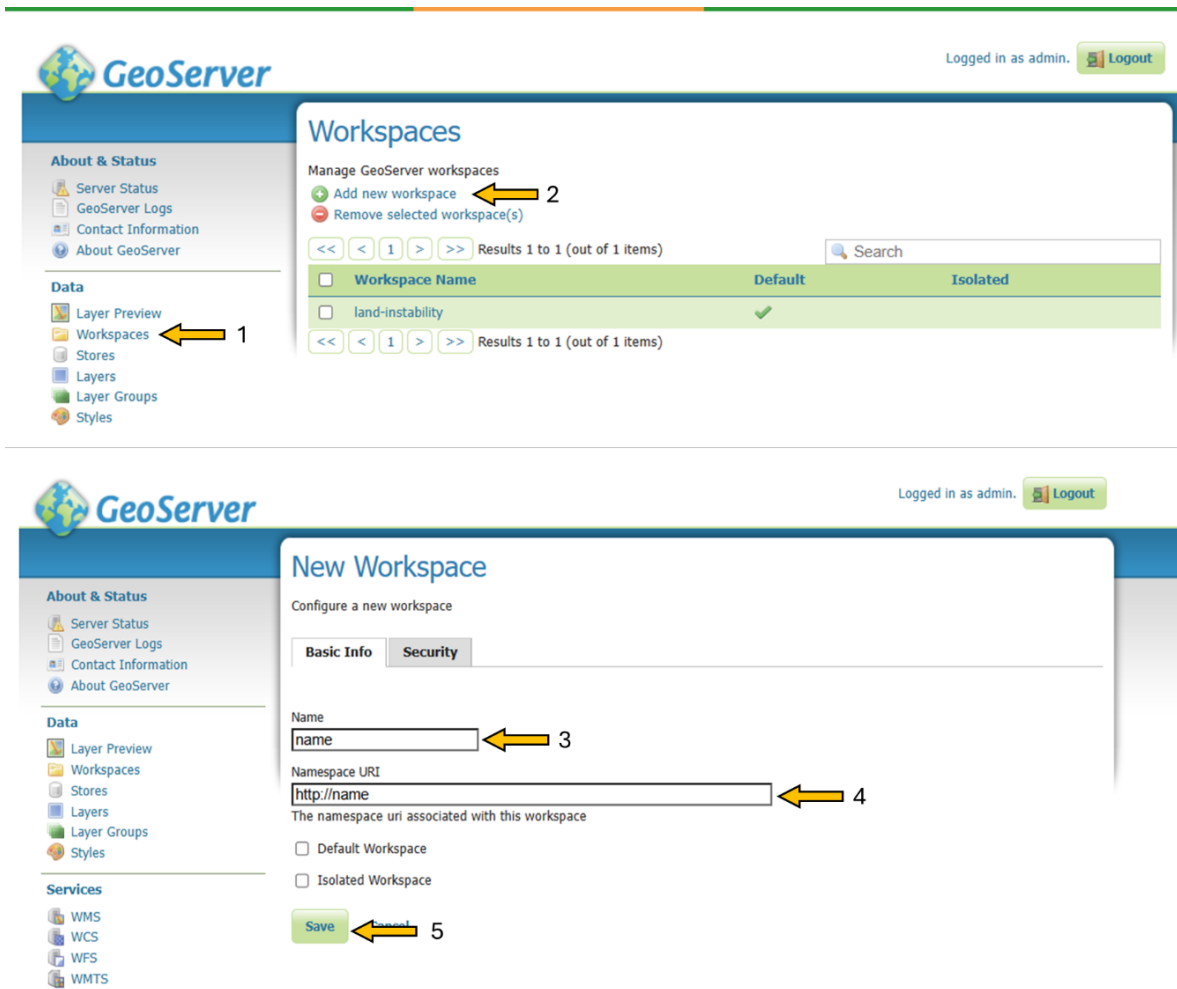 GeoServer
Logged in as admin. Logout
Workspaces
About & Status
Manage GeoServer workspaces
Server Status
Add new workspace 2
GeoServer Logs
Remove selected workspace(s)
Contact Information
About GeoServer
<< < 1 > >> Results 1 to 1 (out of 1 items) Search
Data
Workspace Name Default Isolated
Layer Preview
land-instability
Workspaces 1
<< < 1 > >> Results 1 to 1 (out of 1 items)
Stores
Layers
Layer Groups
Styles
GeoServer
Logged in as admin. Logout
New Workspace
About & Status
Configure a new workspace
Server Status
GeoServer Logs
Basic Info Security
Contact Information
About GeoServer
Data
Name
name 3
Layer Preview
Workspaces
Namespace URI
Stores
http://name 4
Layers
The namespace uri associated with this workspace
Layer Groups
Styles
Default Workspace
Isolated Workspace
Services
WMS
Save Cancel 5
WCS
WFS
WMTS